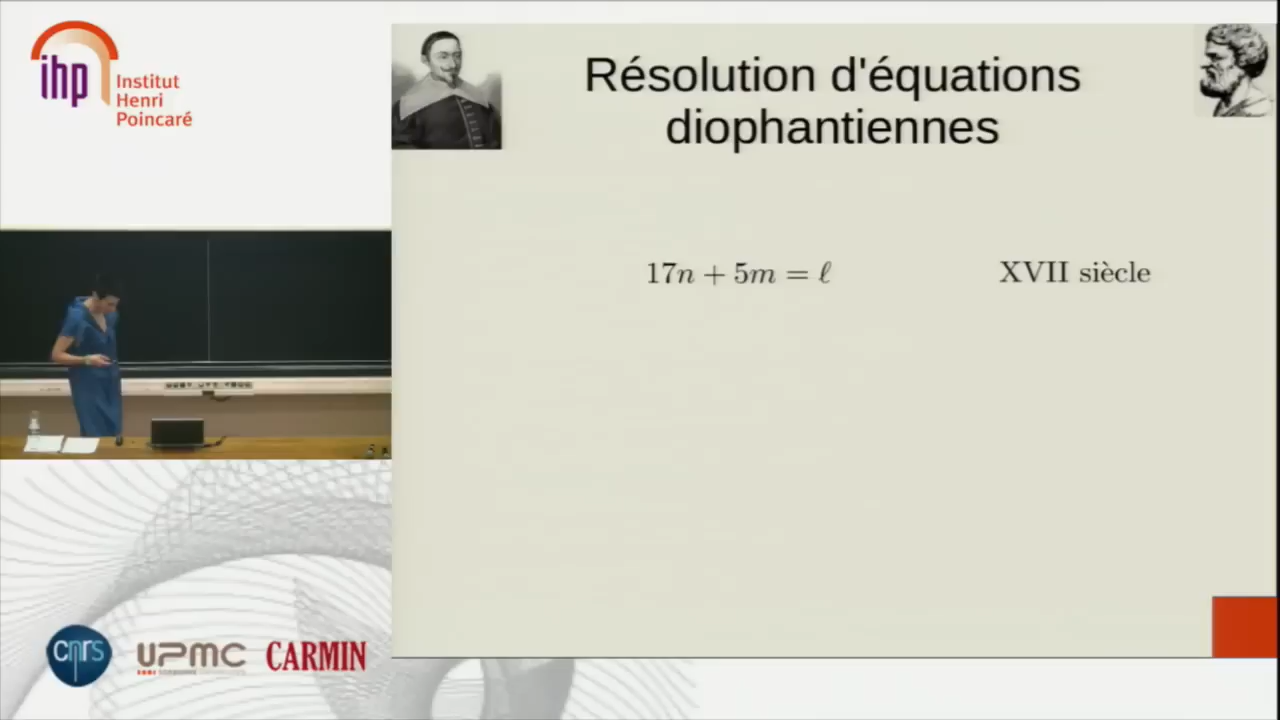 ihp
Institut
Henri
Poincaré
Résolution d'équations
diophantiennes
17n + 5m = ℓ
XVII siècle
cnrs
UPMC
CARMIN